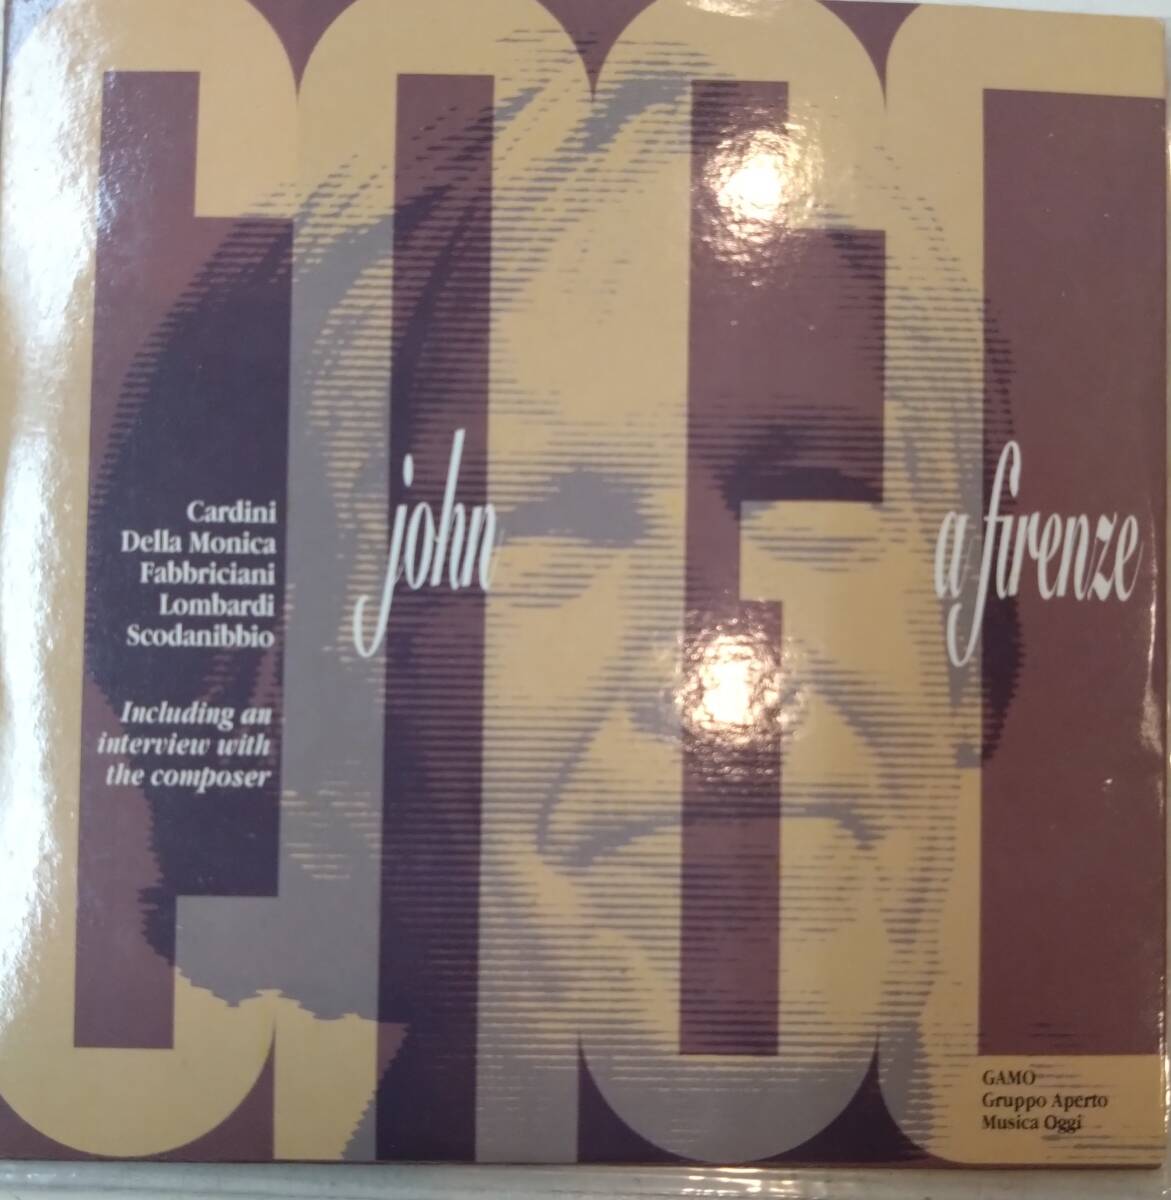 CAGE
john
a firenze
Cardini
Della Monica
Fabbriciani
Lombardi
Scodanibbio
Including an
interview with
the composer
GAMO
Gruppo Aperto
Musica Oggi